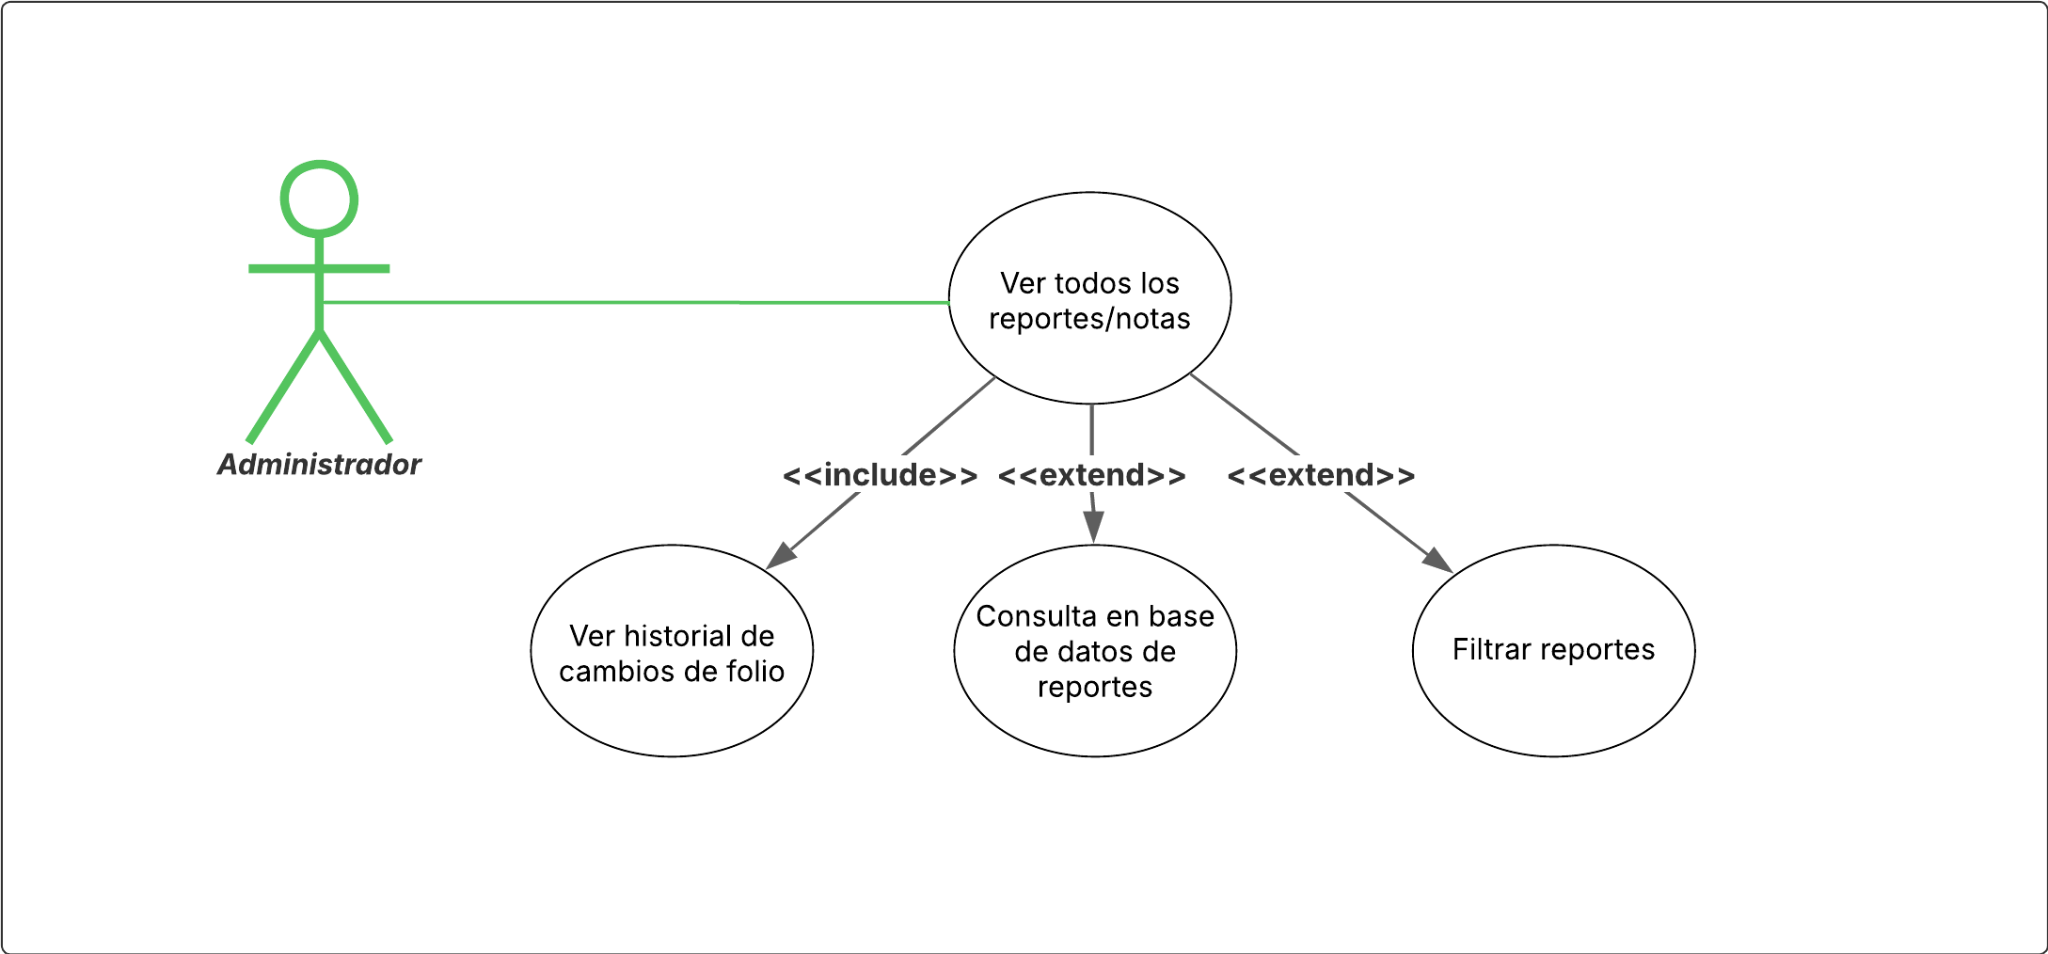 Ver todos los
reportes/notas
Administrador
<<include>>
<<extend>>
<<extend>>
Ver historial de
cambios de folio
Consulta en base
de datos de
reportes
Filtrar reportes